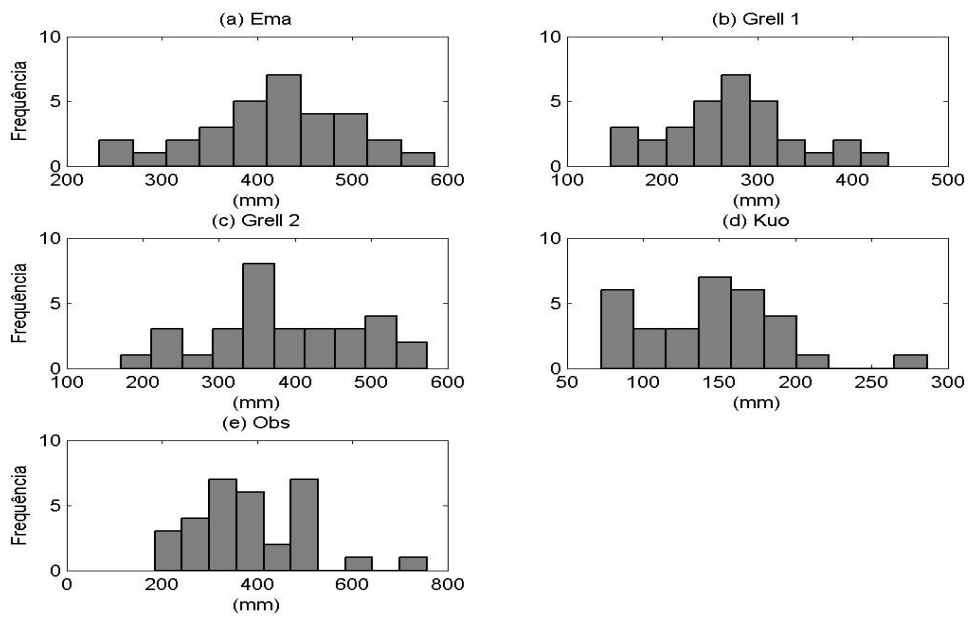 (a) Ema
Frequência
10
5
0
200 300 400 500 600
(mm)
(b) Grell 1
10
5
0
100 200 300 400 500
(mm)
(c) Grell 2
Frequência
10
5
0
100 200 300 400 500 600
(mm)
(d) Kuo
10
5
0
50 100 150 200 250 300
(mm)
(e) Obs
Frequência
10
5
0
0 200 400 600 800
(mm)